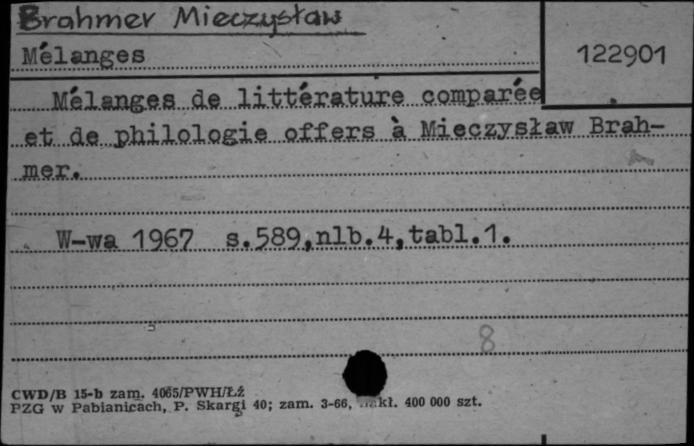 Brahmer Mieczysław
Mélanges
122901
Mélanges de littérature comparée
et de philologie offers à Mieczysław Brah-
mer.
W-wa 1967 s.589,nlb.4,tabl.1.
8
CWD/B 15-b zam. 4065/PWH/Łź
PZG w Pabianicach, P. Skargi 40; zam. 3-66, nakł. 400 000 szt.